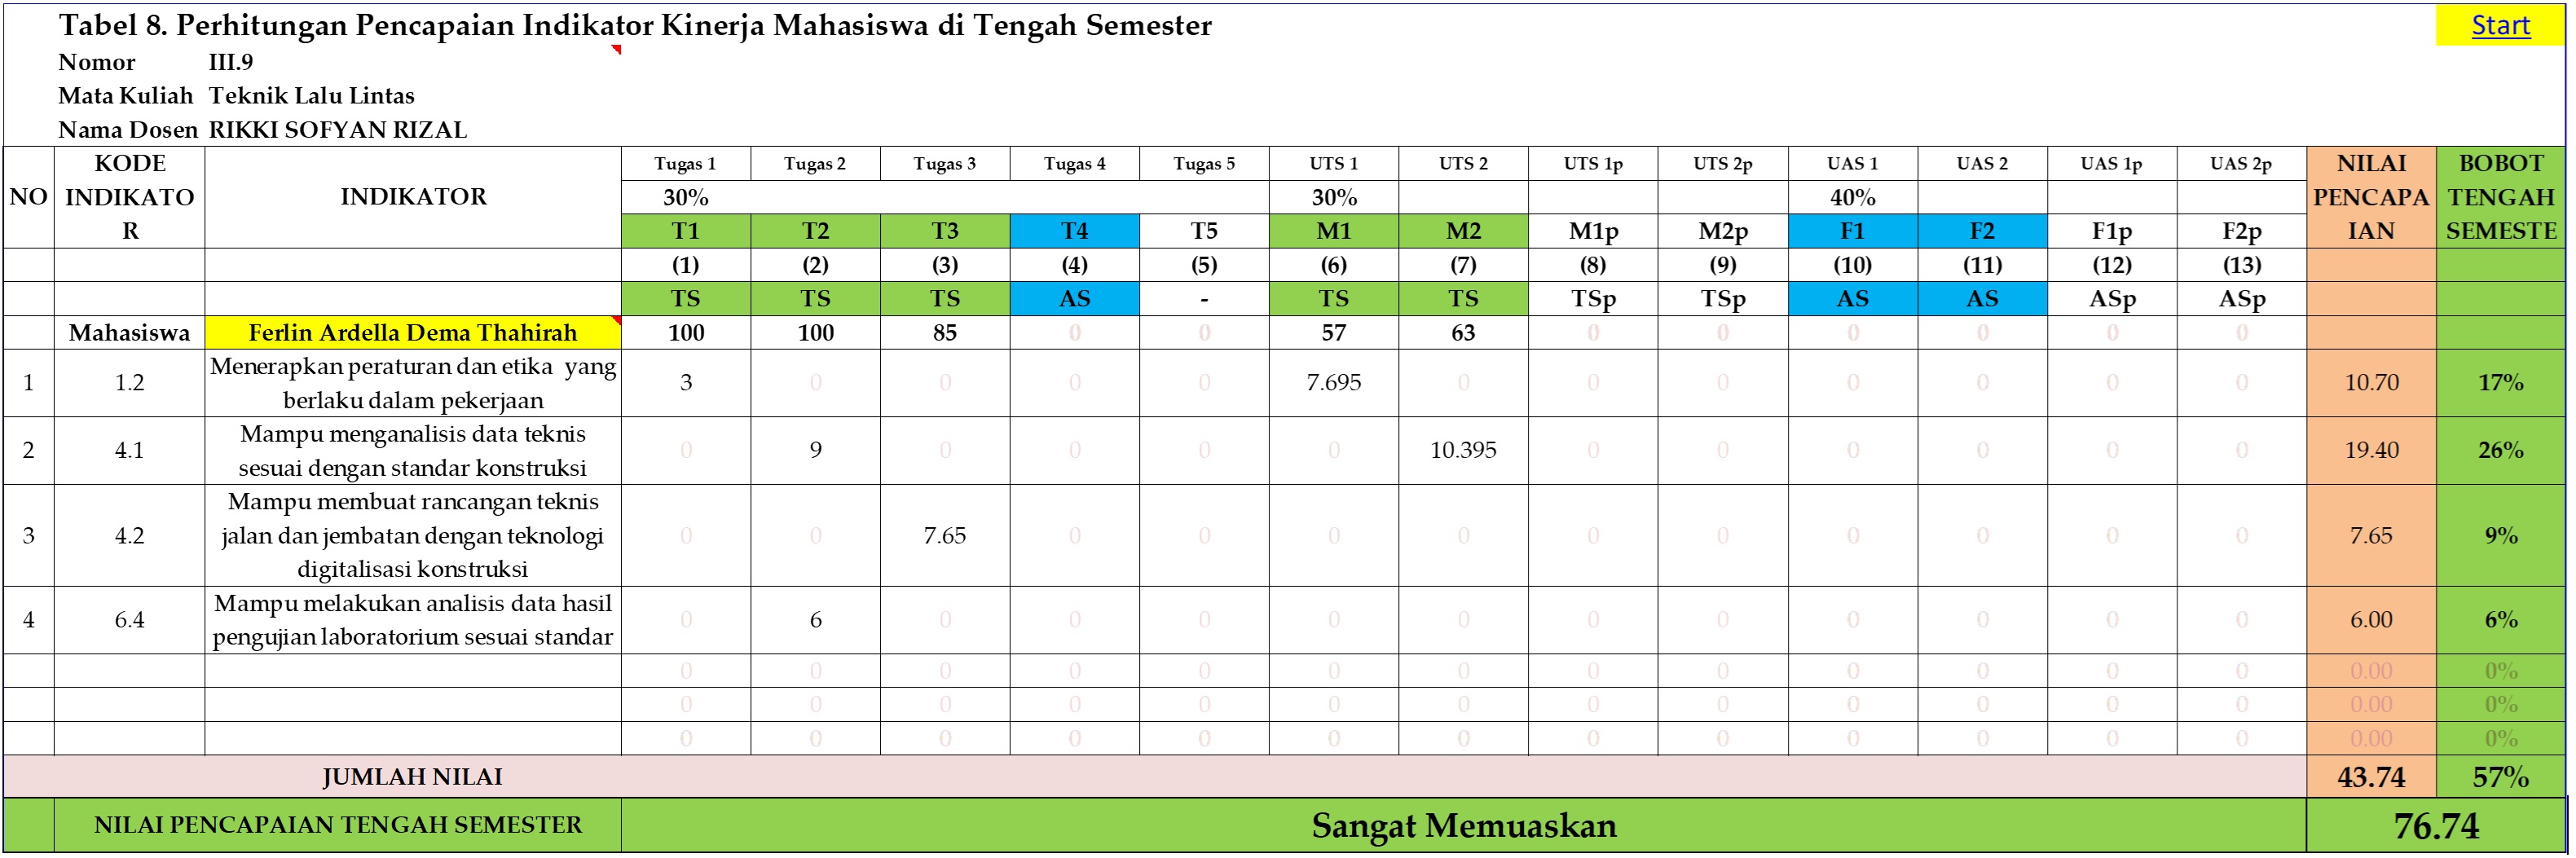 Tabel 8. Perhitungan Pencapaian Indikator Kinerja Mahasiswa di Tengah Semester Start
Nomor III.9
Mata Kuliah Teknik Lalu Lintas
Nama Dosen RIKKI SOFYAN RIZAL
NO KODE INDIKATO R INDIKATOR Tugas 1 Tugas 2 Tugas 3 Tugas 4 Tugas 5 UTS 1 UTS 2 UTS 1p UTS 2p UAS 1 UAS 2 UAS 1p UAS 2p NILAI PENCAPA IAN BOBOT TENGAH SEMESTE
30% 30% 40%
T1 T2 T3 T4 T5 M1 M2 M1p M2p F1 F2 F1p F2p
(1) (2) (3) (4) (5) (6) (7) (8) (9) (10) (11) (12) (13)
TS TS TS AS - TS TS TSp TSp AS AS ASp ASp
Mahasiswa Ferlin Ardella Dema Thahirah 100 100 85 0 0 57 63 0 0 0 0 0 0
1 1.2 Menerapkan peraturan dan etika yang berlaku dalam pekerjaan 3 0 0 0 0 7.695 0 0 0 0 0 0 0 10.70 17%
2 4.1 Mampu menganalisis data teknis sesuai dengan standar konstruksi 0 9 0 0 0 0 10.395 0 0 0 0 0 0 19.40 26%
3 4.2 Mampu membuat rancangan teknis jalan dan jembatan dengan teknologi digitalisasi konstruksi 0 0 7.65 0 0 0 0 0 0 0 0 0 0 7.65 9%
4 6.4 Mampu melakukan analisis data hasil pengujian laboratorium sesuai standar 0 6 0 0 0 0 0 0 0 0 0 0 0 6.00 6%
0 0 0 0 0 0 0 0 0 0 0 0 0 0.00 0%
0 0 0 0 0 0 0 0 0 0 0 0 0 0.00 0%
0 0 0 0 0 0 0 0 0 0 0 0 0 0.00 0%
JUMLAH NILAI 43.74 57%
NILAI PENCAPAIAN TENGAH SEMESTER Sangat Memuaskan 76.74